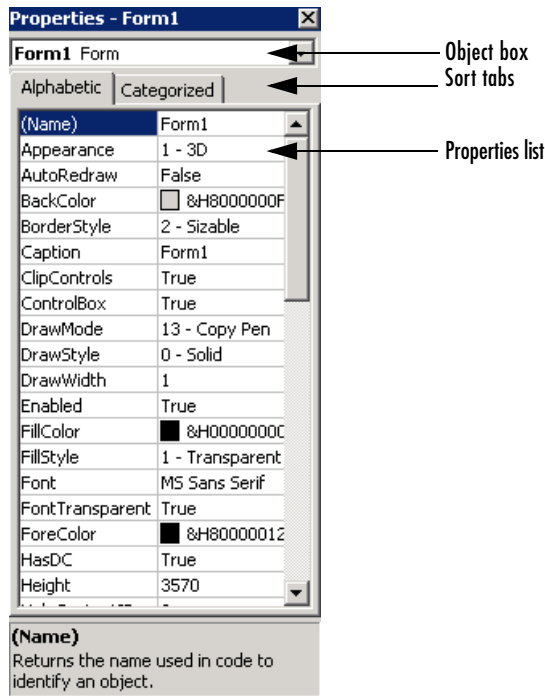 Properties - Form1
Form1 Form
Object box
Alphabetic Categorized
Sort tabs
(Name) Form1
Appearance 1 - 3D
Properties list
AutoRedraw False
BackColor &H8000000F
BorderStyle 2 - Sizable
Caption Form1
ClipControls True
ControlBox True
DrawMode 13 - Copy Pen
DrawStyle 0 - Solid
DrawWidth 1
Enabled True
FillColor &H0000000C
FillStyle 1 - Transparent
Font MS Sans Serif
FontTransparent True
ForeColor &H80000012
HasDC True
Height 3570
(Name)
Returns the name used in code to
identify an object.